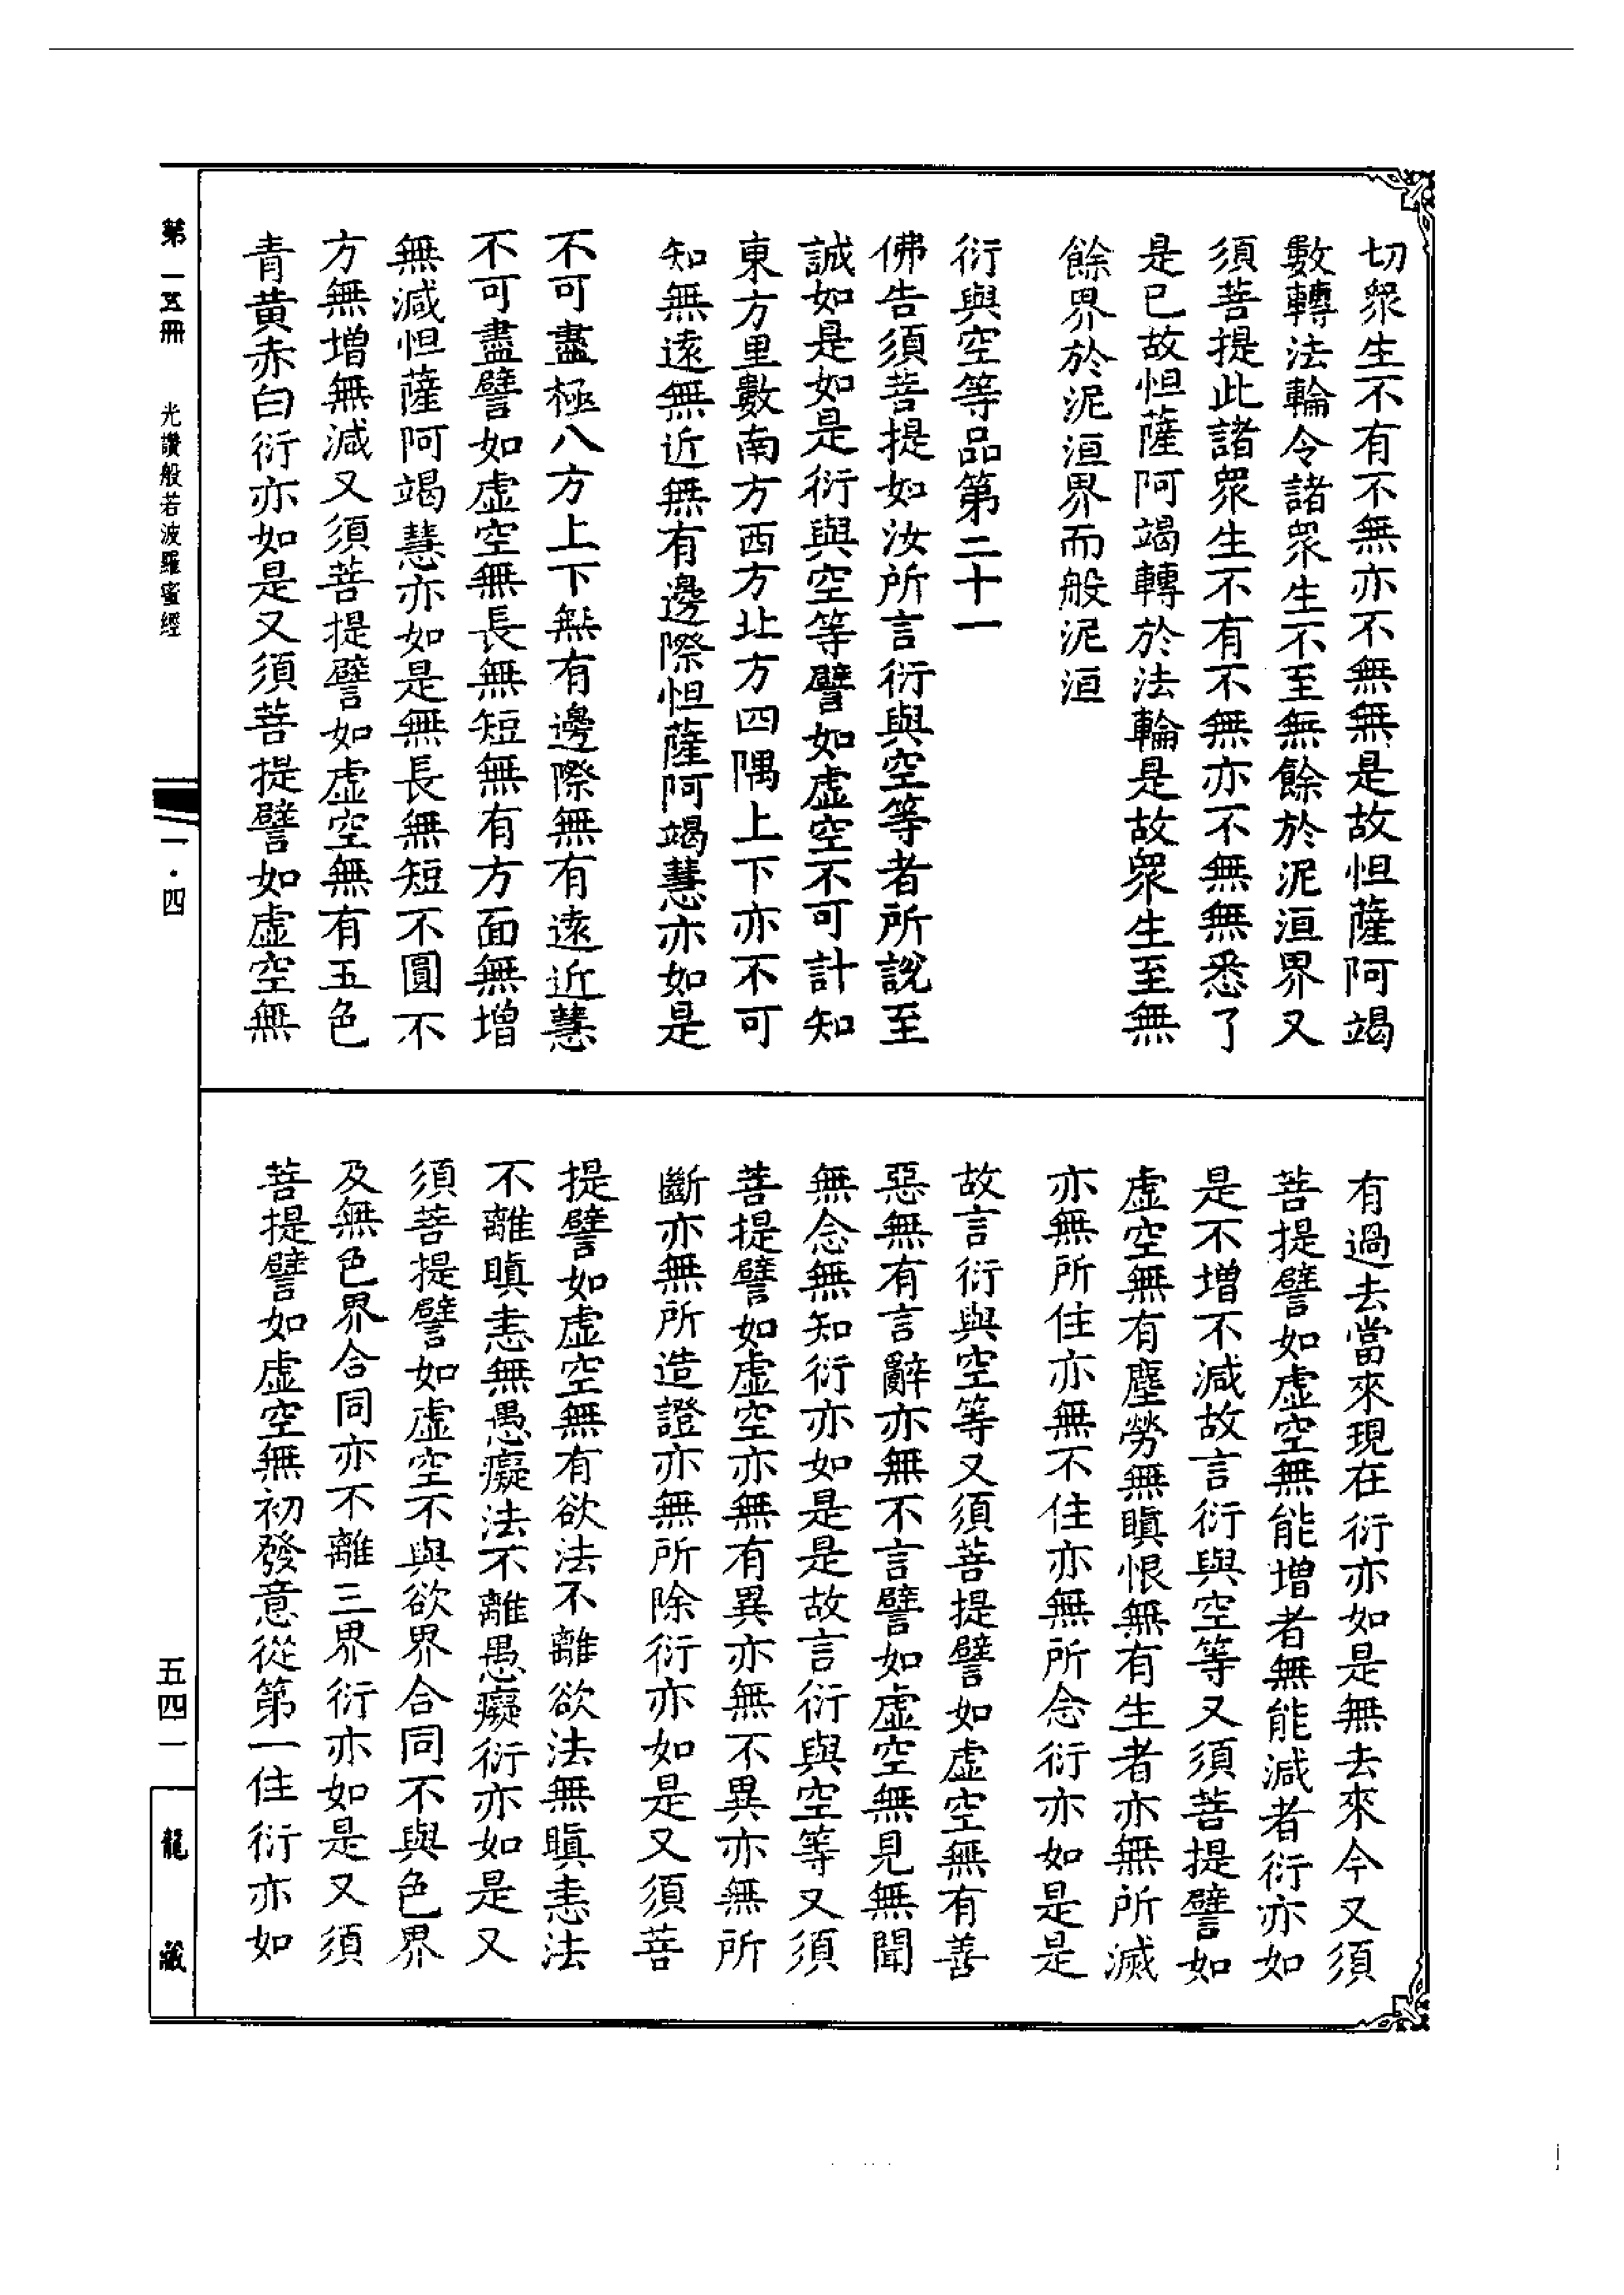 切衆生不有不無亦不無無是故怛薩阿竭
數轉法輪令諸衆生不至無餘於泥洹界又
須菩提此諸衆生不有不無亦不無無悉了
是已故怛薩阿竭轉於法輪是故衆生至無
餘界於泥洹界而般泥洹
衍與空等品第二十一
佛告須菩提如汝所言衍與空等者所說至
誠如是如是衍與空等譬如虛空不可計知
東方里數南方西方北方四隅上下亦不可
知無遠無近無有邊際怛薩阿竭慧亦如是
不可盡極八方上下無有邊際無有遠近慧
不可盡譬如虛空無長無短無有方面無增
無減怛薩阿竭慧亦如是無長無短不圓不
方無增無減又須菩提譬如虛空無有五色
青黃赤白衍亦如是又須菩提譬如虛空無
有過去當來現在衍亦如是無去來今又須
菩提譬如虛空無能增者無能減者衍亦如
是不增不減故言衍與空等又須菩提譬如
虛空無有塵勞無瞋恨無有生者亦無所滅
亦無所住亦無不住亦無所念衍亦如是是
故言衍與空等又須菩提譬如虛空無有善
惡無有言辭亦無不言譬如虛空無見無聞
無念無知衍亦如是是故言衍與空等又須
菩提譬如虛空亦無有異亦無不異亦無所
斷亦無所造證亦無所除衍亦如是又須菩
提譬如虛空無有欲法不離欲法無瞋恚法
不離瞋恚無愚癡法不離愚癡衍亦如是又
須菩提譬如虛空不與欲界合同不與色界
及無色界合同亦不離三界衍亦如是又須
菩提譬如虛空無初發意從第一住衍亦如
第一五冊 光讚般若波羅蜜經 一·四 五四一 龍藏